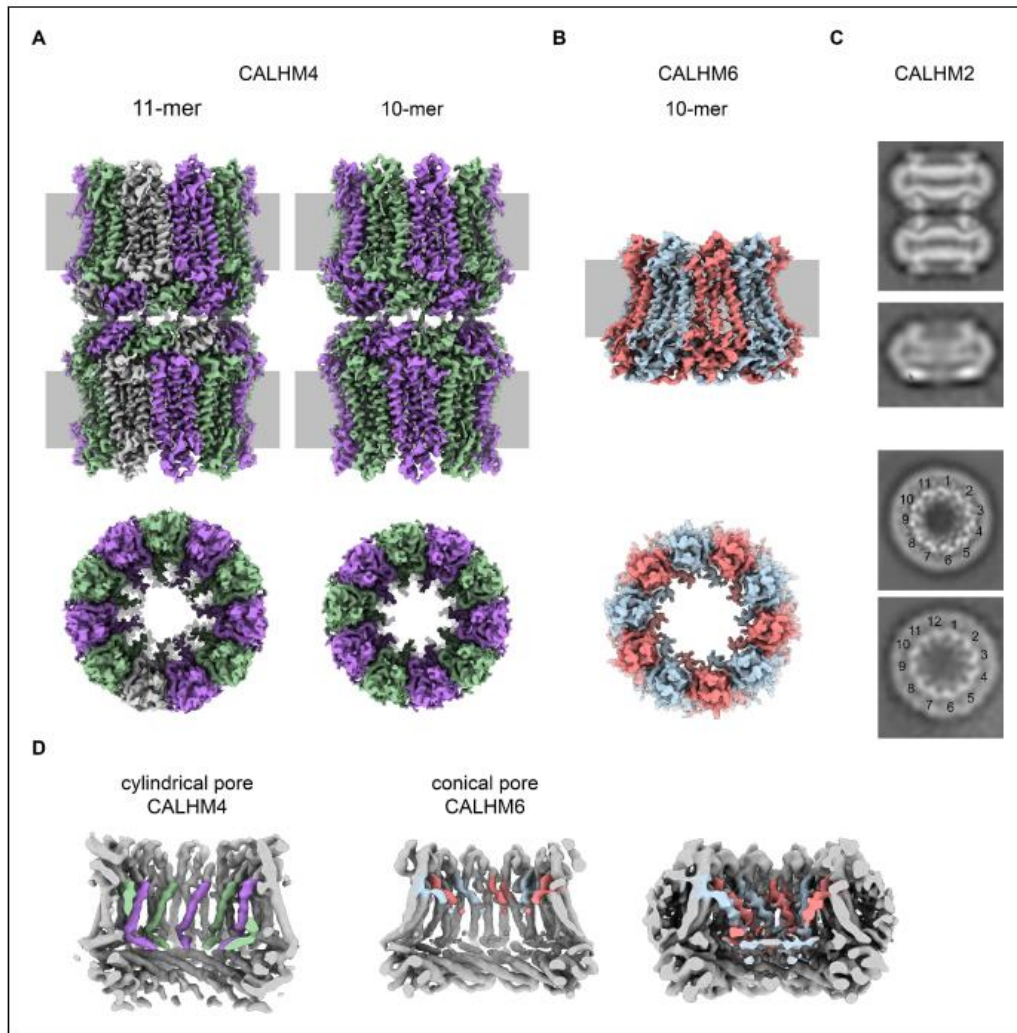 A
B
C
CALHM4
CALHM6
CALHM2
11-mer
10-mer
10-mer
11 1
10 2
9 3
8 4
7 6 5
12 1
11 2
10 3
9 4
8 5
7 6
D
cylindrical pore
CALHM4
conical pore
CALHM6